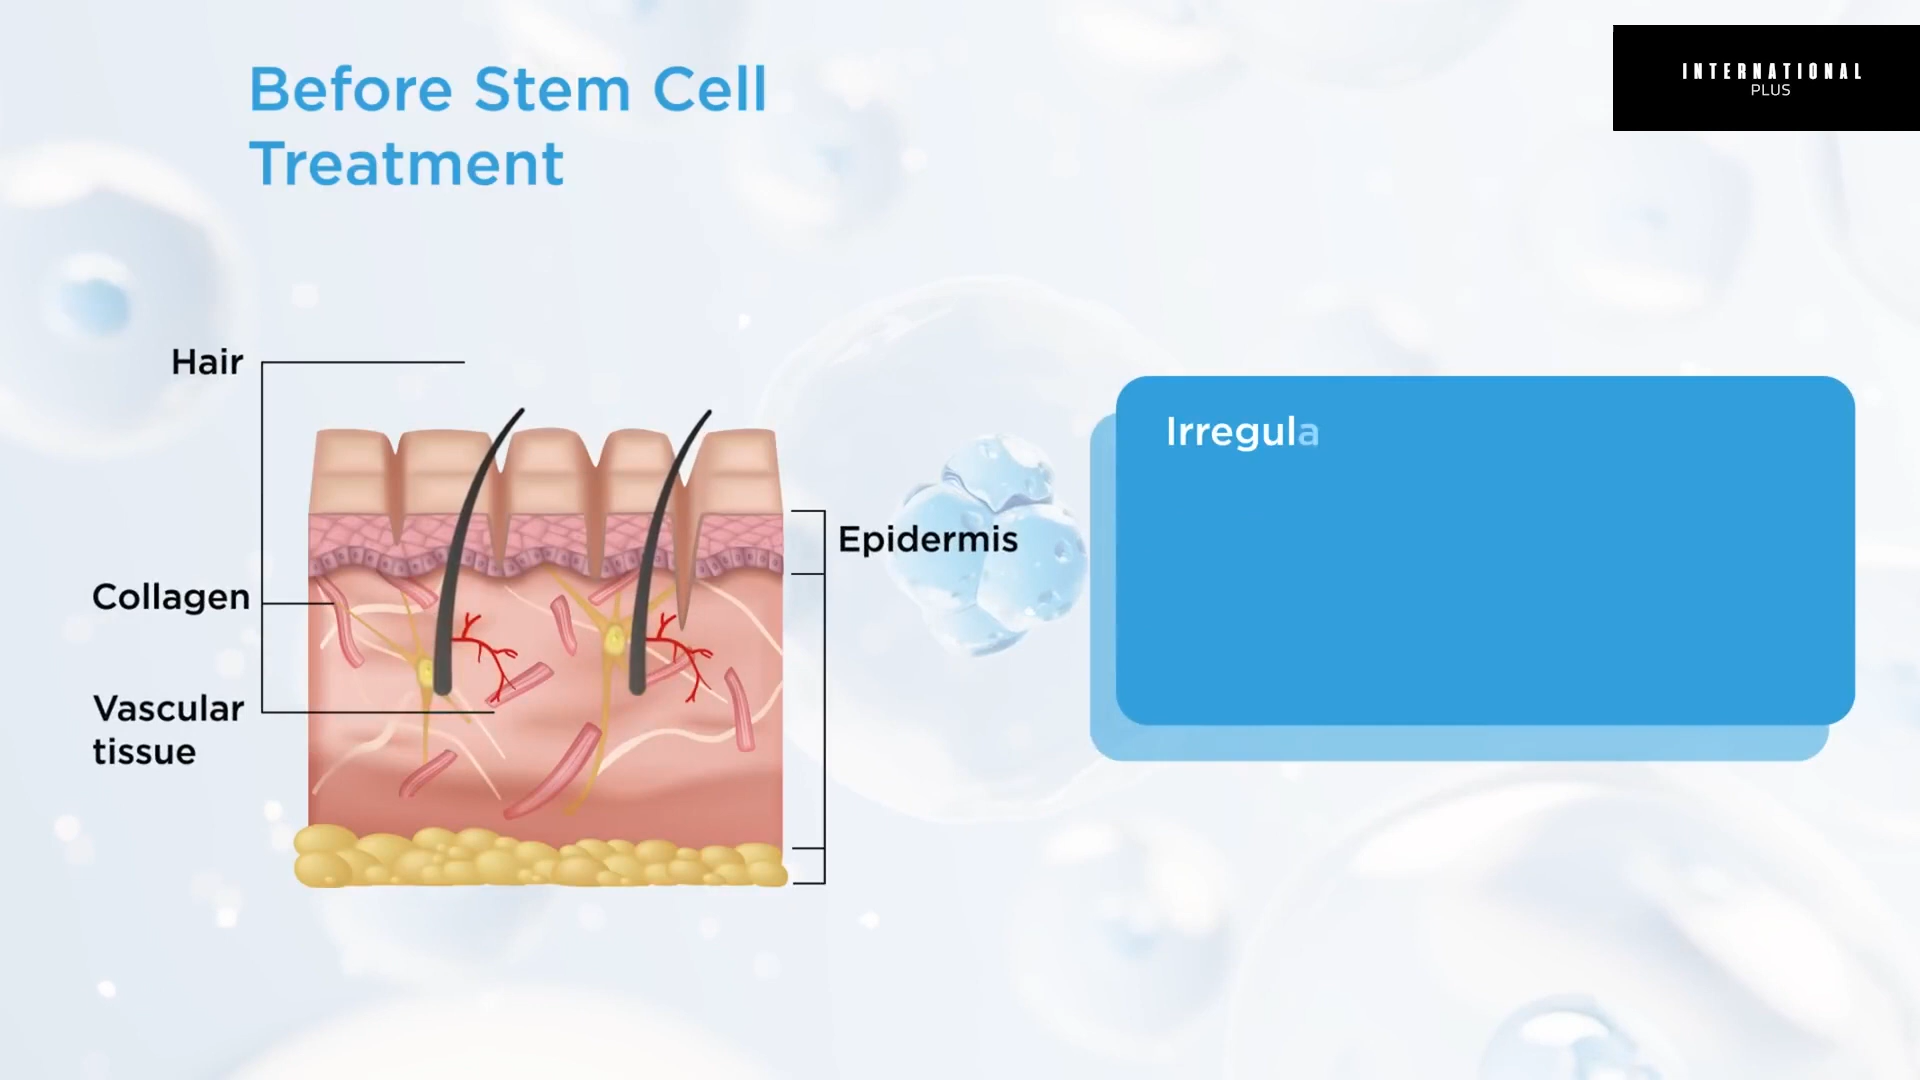 INTERNATIONAL
PLUS
Before Stem Cell
Treatment
Hair
Collagen
Vascular
tissue
Epidermis
Irregula